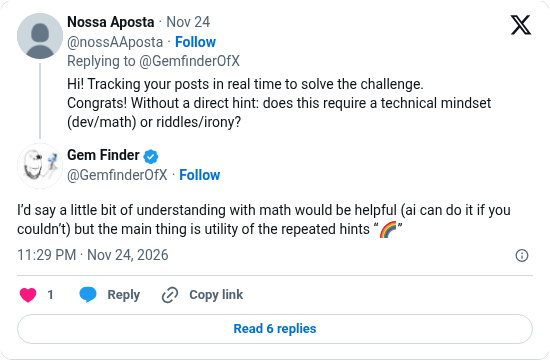 Nossa Aposta · Nov 24
@nossAAposta · Follow
Replying to @GemfinderOfX
Hi! Tracking your posts in real time to solve the challenge.
Congrats! Without a direct hint: does this require a technical mindset
(dev/math) or riddles/irony?
Gem Finder
@GemfinderOfX · Follow
I’d say a little bit of understanding with math would be helpful (ai can do it if you
couldn’t) but the main thing is utility of the repeated hints “🌈”
11:29 PM · Nov 24, 2026
1 Reply Copy link
Read 6 replies